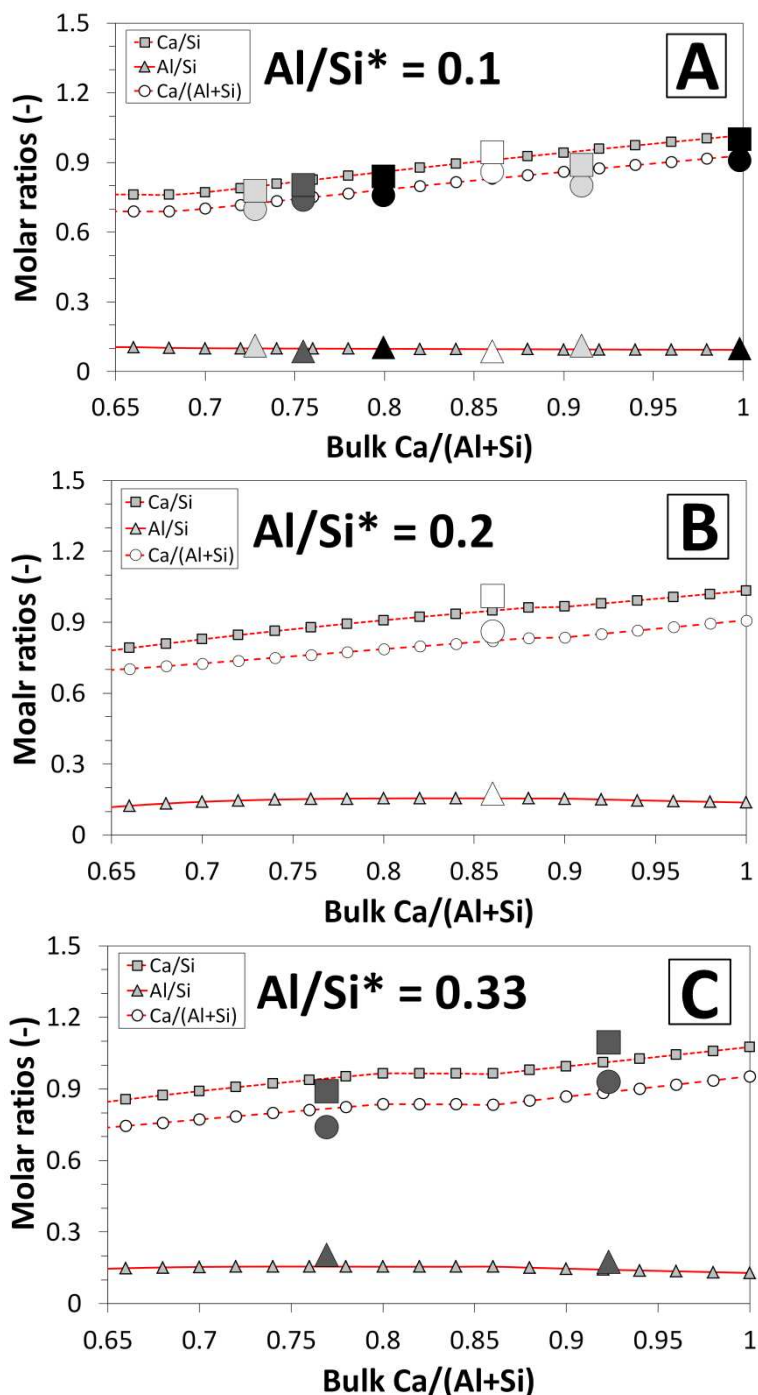 1.5
1.2
0.9
0.6
0.3
0
Molar ratios (-)
Ca/Si
Al/Si
Ca/(Al+Si)
Al/Si* = 0.1
A
0.65 0.7 0.75 0.8 0.85 0.9 0.95 1
Bulk Ca/(Al+Si)
1.5
1.2
0.9
0.6
0.3
0
Moalr ratios (-)
Ca/Si
Al/Si
Ca/(Al+Si)
Al/Si* = 0.2
B
0.65 0.7 0.75 0.8 0.85 0.9 0.95 1
Bulk Ca/(Al+Si)
1.5
1.2
0.9
0.6
0.3
0
Molar ratios (-)
Ca/Si
Al/Si
Ca/(Al+Si)
Al/Si* = 0.33
C
0.65 0.7 0.75 0.8 0.85 0.9 0.95 1
Bulk Ca/(Al+Si)